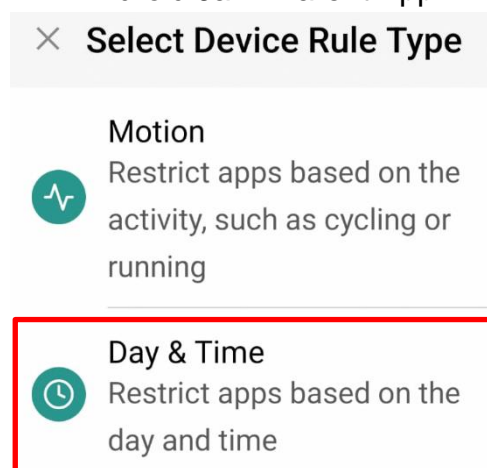 Select Device Rule Type
Motion
Restrict apps based on the
activity, such as cycling or
running
Day & Time
Restrict apps based on the
day and time